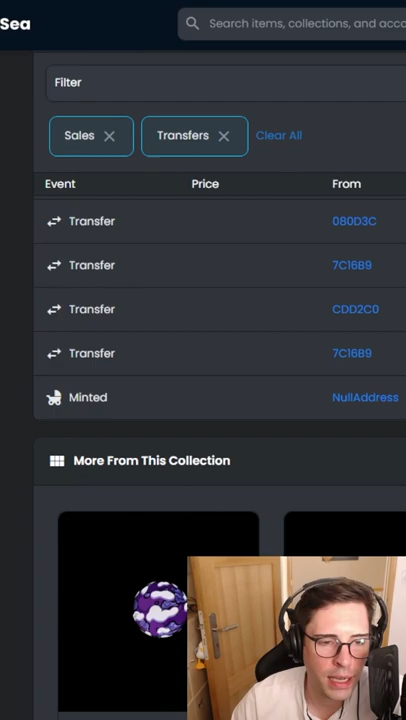 Sea
Search items, collections, and acco
Filter
Sales
Transfers
Clear All
Event Price From
Transfer 080D3C
Transfer 7C16B9
Transfer CDD2C0
Transfer 7C16B9
Minted NullAddress
More From This Collection